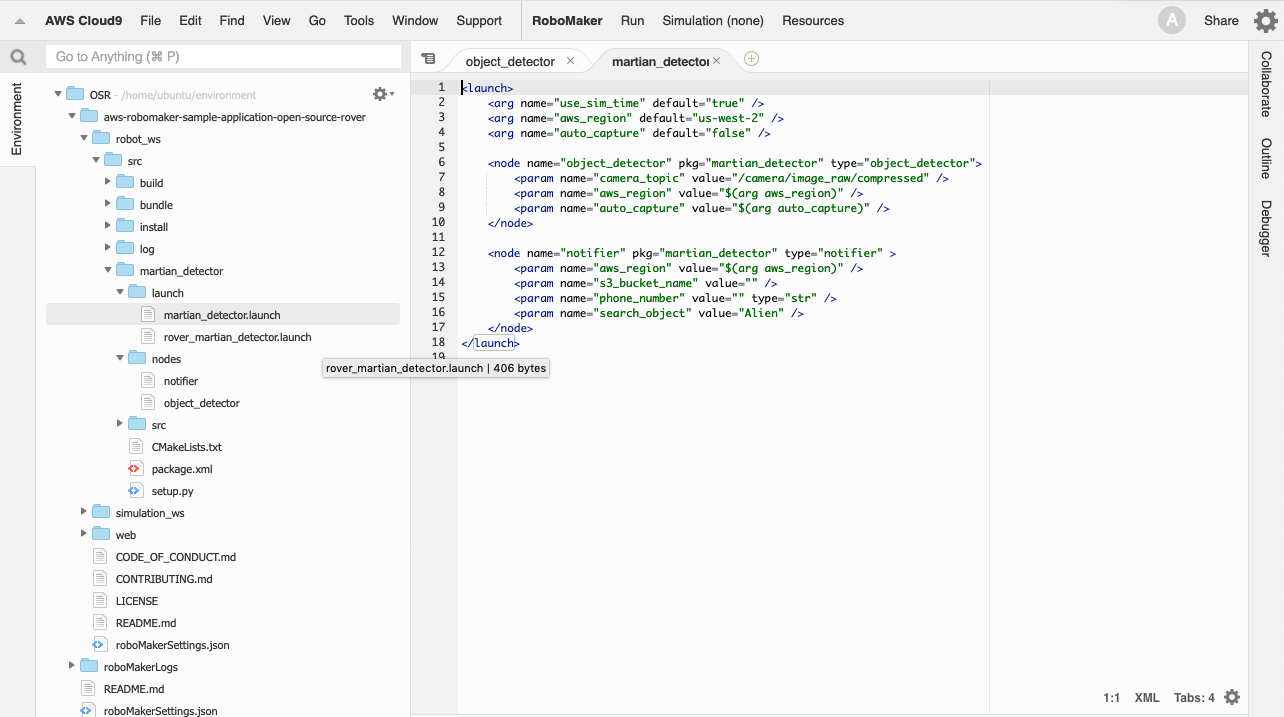 AWS Cloud9 File Edit Find View Go Tools Window Support RoboMaker Run Simulation (none) Resources A Share
Go to Anything (⌘ P)
object_detector × martian_detector ×
Environment
OSR - /home/ubuntu/environment
aws-robomaker-sample-application-open-source-rover
robot_ws
src
build
bundle
install
log
martian_detector
launch
martian_detector.launch
rover_martian_detector.launch
nodes
notifier
object_detector
src
CMakeLists.txt
package.xml
setup.py
simulation_ws
web
CODE_OF_CONDUCT.md
CONTRIBUTING.md
LICENSE
README.md
roboMakerSettings.json
roboMakerLogs
README.md
roboMakerSettings.json
rover_martian_detector.launch | 406 bytes
1 <launch>
2 <arg name="use_sim_time" default="true" />
3 <arg name="aws_region" default="us-west-2" />
4 <arg name="auto_capture" default="false" />
5
6 <node name="object_detector" pkg="martian_detector" type="object_detector">
7 <param name="camera_topic" value="/camera/image_raw/compressed" />
8 <param name="aws_region" value="$(arg aws_region)" />
9 <param name="auto_capture" value="$(arg auto_capture)" />
10 </node>
11
12 <node name="notifier" pkg="martian_detector" type="notifier" >
13 <param name="aws_region" value="$(arg aws_region)" />
14 <param name="s3_bucket_name" value="" />
15 <param name="phone_number" value="" type="str" />
16 <param name="search_object" value="Alien" />
17 </node>
18 </launch>
19
1:1 XML Tabs: 4
Collaborate
Outline
Debugger